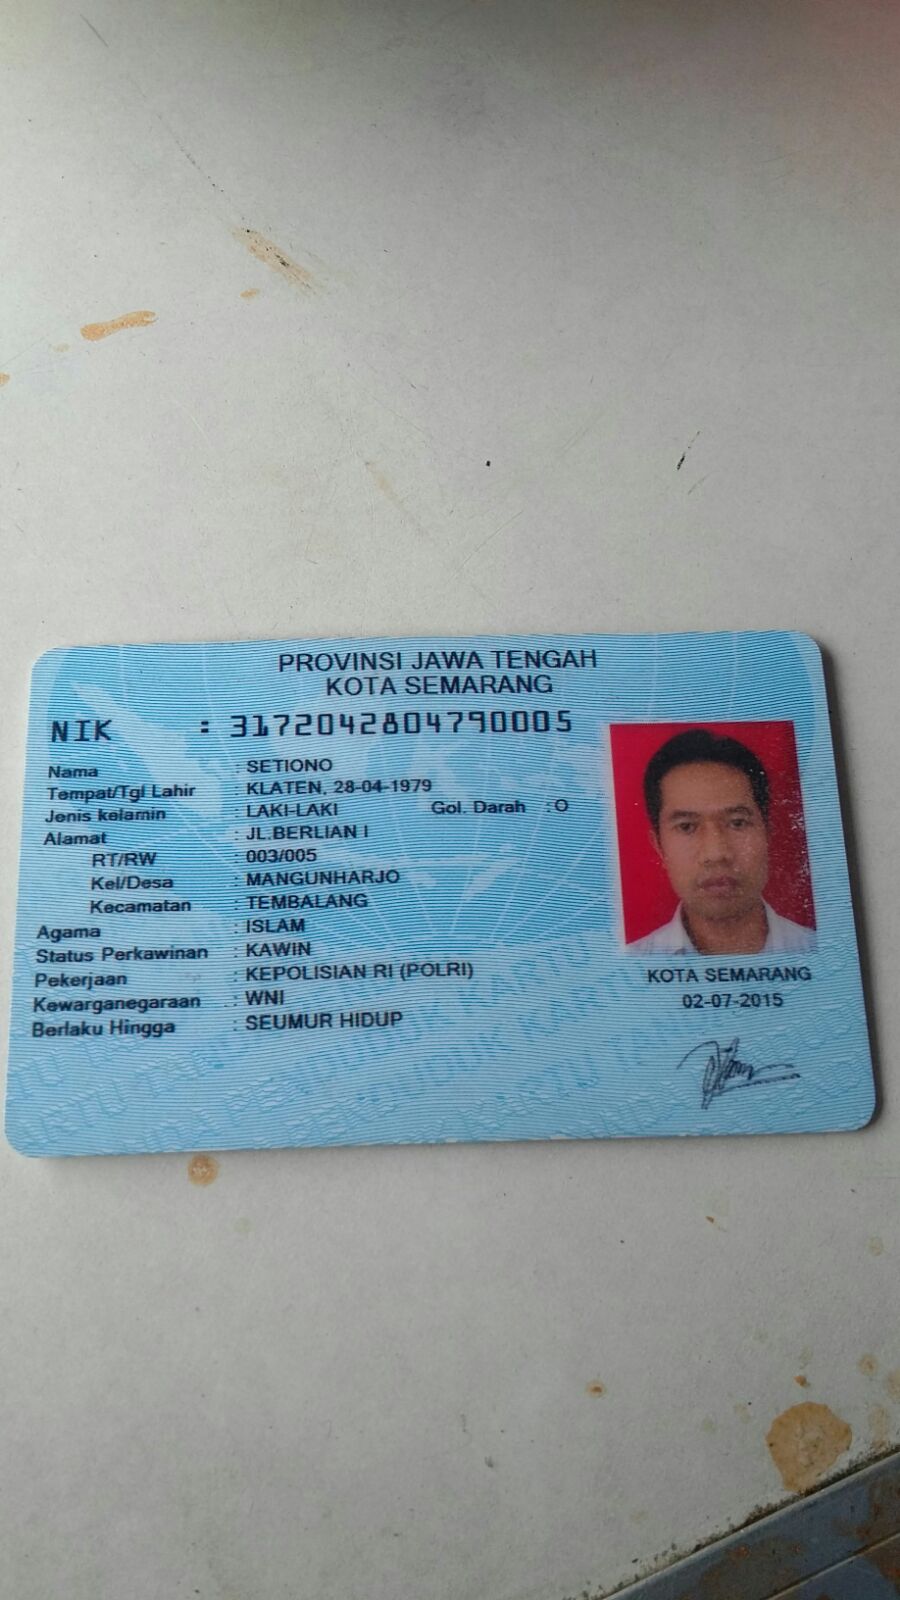 PROVINSI JAWA TENGAH
KOTA SEMARANG
NIK : 3172042804790005
Nama : SETIONO
Tempat/Tgl Lahir : KLATEN, 28-04-1979
Jenis kelamin : LAKI-LAKI Gol. Darah : O
Alamat : JL.BERLIAN I
RT/RW : 003/005
Kel/Desa : MANGUNHARJO
Kecamatan : TEMBALANG
Agama : ISLAM
Status Perkawinan : KAWIN
Pekerjaan : KEPOLISIAN RI (POLRI)
Kewarganegaraan : WNI
Berlaku Hingga : SEUMUR HIDUP
KOTA SEMARANG
02-07-2015